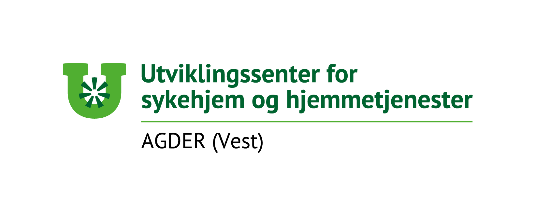 Utviklingssenter for
sykehjem og hjemmetjenester
AGDER (Vest)